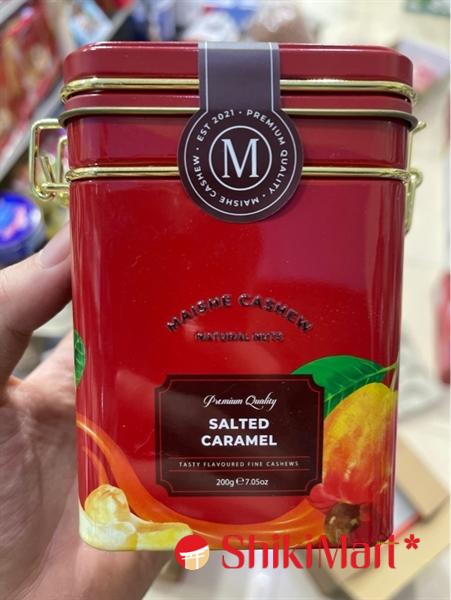 EST 2021 • PREMIUM QUALITY • MAISHE CASHEW •
M
MAISHE CASHEW
NATURAL NUTS
Premium Quality
SALTED
CARAMEL
TASTY FLAVOURED FINE CASHEWS
200g ℮ 7.05oz
ShikiMart*